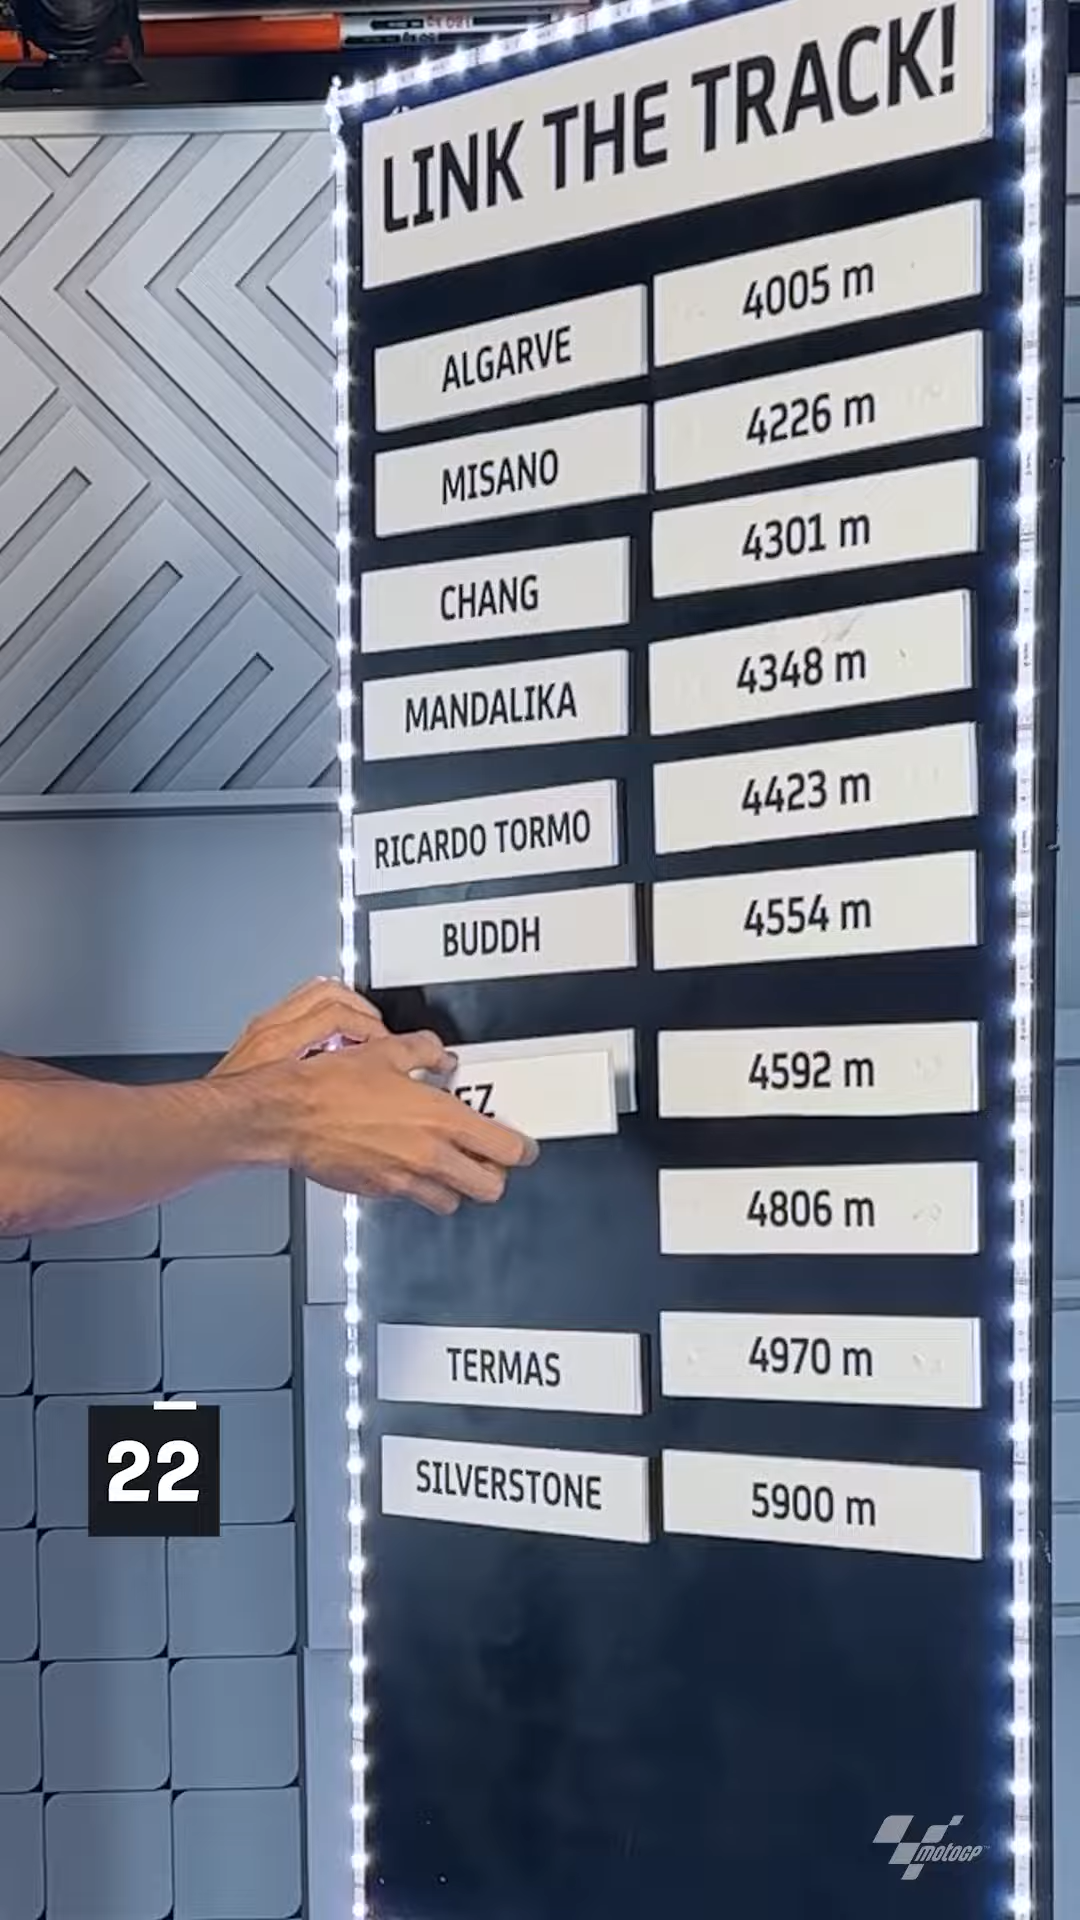 LINK THE TRACK!
ALGARVE 4005 m
MISANO 4226 m
CHANG 4301 m
MANDALIKA 4348 m
RICARDO TORMO 4423 m
BUDDH 4554 m
EZ 4592 m
4806 m
TERMAS 4970 m
SILVERSTONE 5900 m
22
motoGP